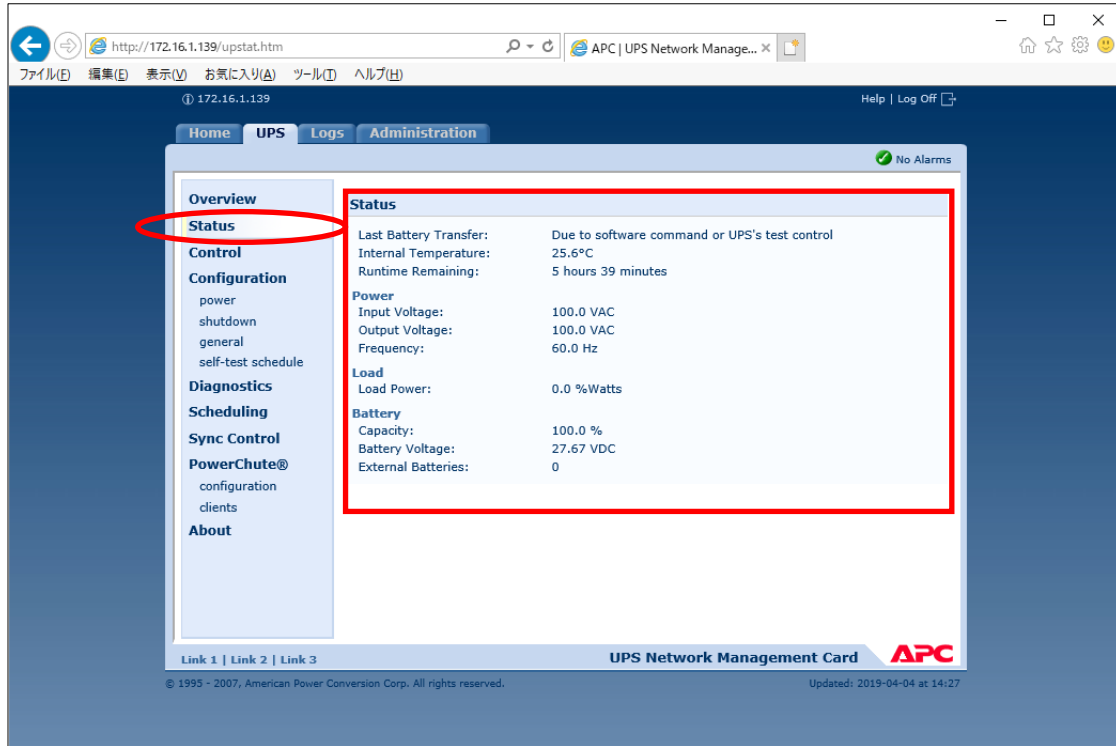 http://172.16.1.139/upstat.htm
APC | UPS Network Manage...
ファイル(F) 編集(E) 表示(V) お気に入り(A) ツール(T) ヘルプ(H)
172.16.1.139
Help | Log Off
Home UPS Logs Administration
No Alarms
Overview
Status
Control
Configuration
power
shutdown
general
self-test schedule
Diagnostics
Scheduling
Sync Control
PowerChute®
configuration
clients
About
Status
Last Battery Transfer: Due to software command or UPS's test control
Internal Temperature: 25.6°C
Runtime Remaining: 5 hours 39 minutes
Power
Input Voltage: 100.0 VAC
Output Voltage: 100.0 VAC
Frequency: 60.0 Hz
Load
Load Power: 0.0 %Watts
Battery
Capacity: 100.0 %
Battery Voltage: 27.67 VDC
External Batteries: 0
Link 1 | Link 2 | Link 3
UPS Network Management Card
APC
© 1995 - 2007, American Power Conversion Corp. All rights reserved.
Updated: 2019-04-04 at 14:27